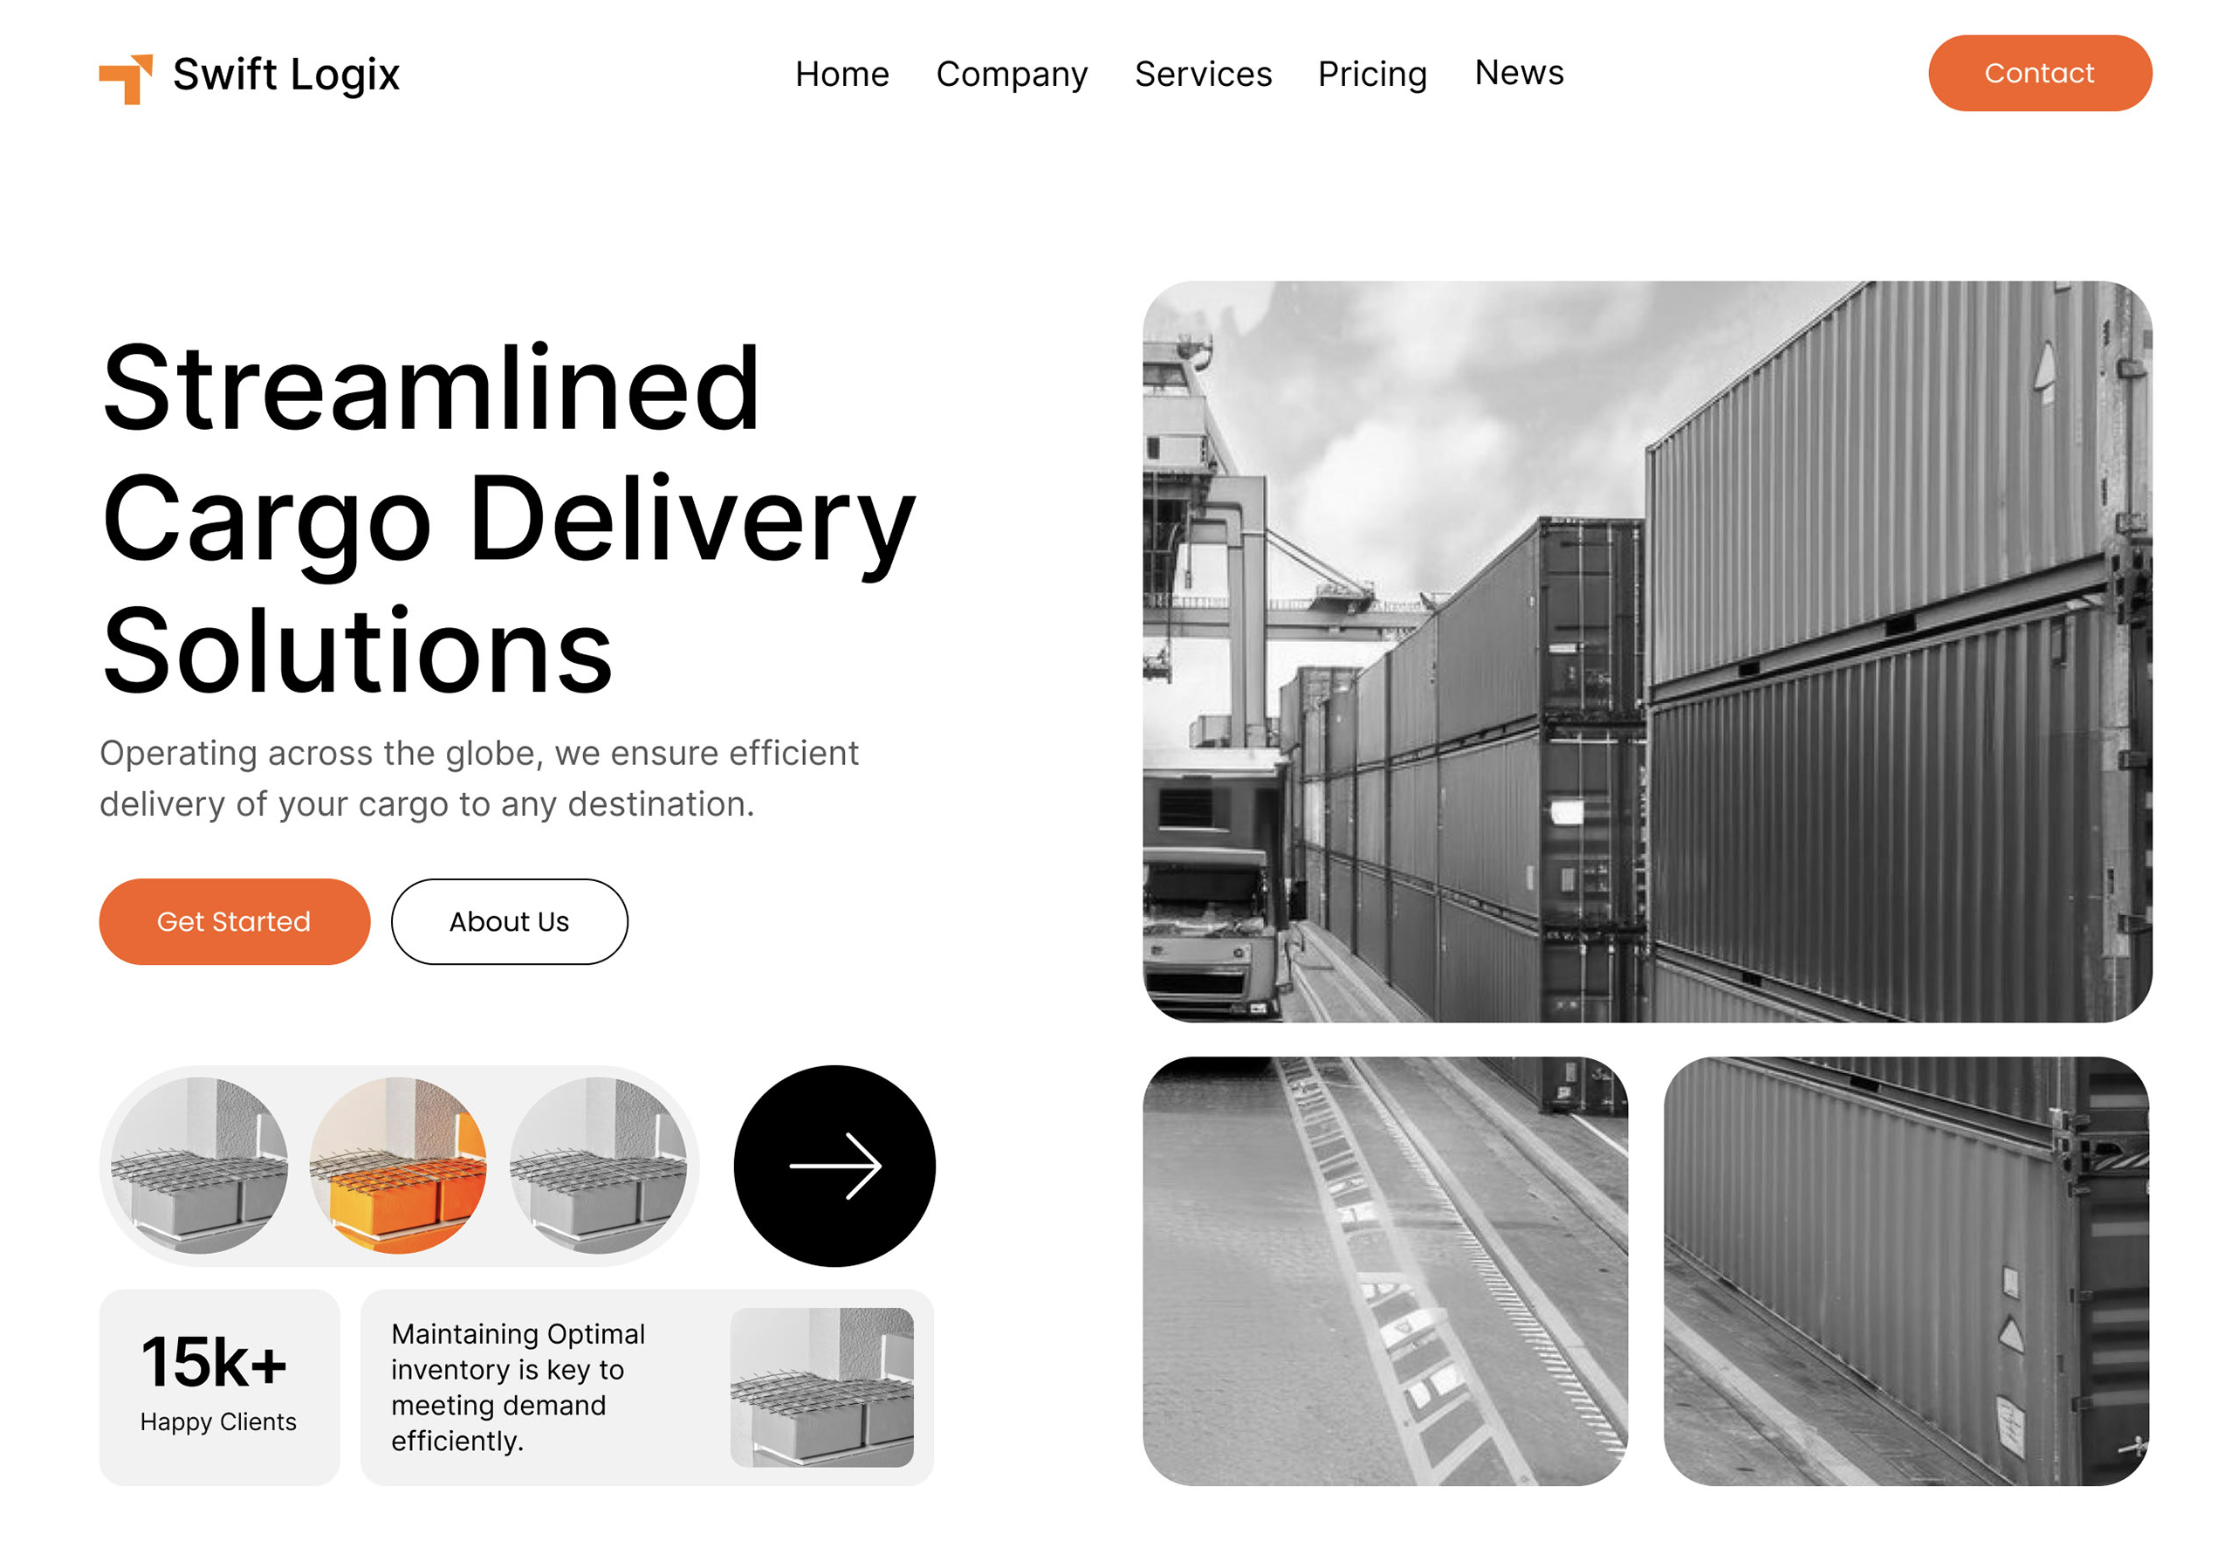 Swift Logix
Home Company Services Pricing News
Contact
Streamlined
Cargo Delivery
Solutions
Operating across the globe, we ensure efficient
delivery of your cargo to any destination.
Get Started
About Us
15k+
Happy Clients
Maintaining Optimal
inventory is key to
meeting demand
efficiently.